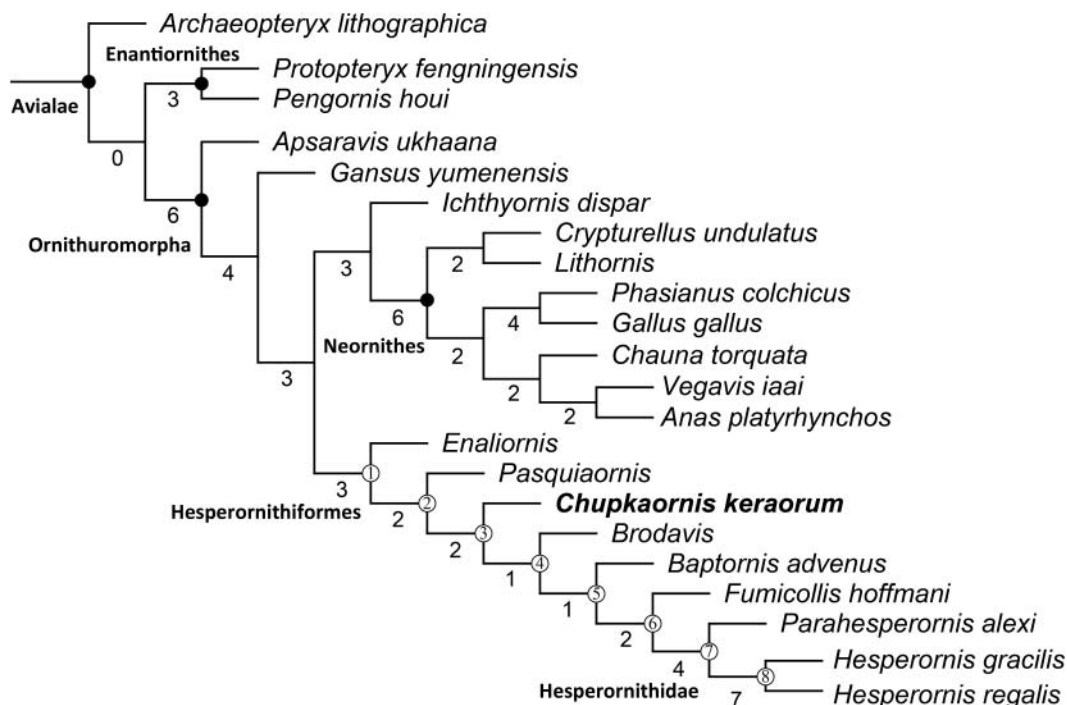 Archaeopteryx lithographica
Enantiornithes
Protopteryx fengningensis
3
Pengornis houi
Avialae
Apsaravis ukhaana
0
Gansus yumenensis
6
Ichthyornis dispar
Ornithuromorpha
Crypturellus undulatus
4
3
2
Lithornis
Phasianus colchicus
6
4
Gallus gallus
Neornithes
2
Chauna torquata
3
2
Vegavis iaai
2
Anas platyrhynchos
Enaliornis
1
Pasquiaornis
3
Hesperornithiformes
2
2
Chupkaornis keraorum
3
2
Brodavis
1
4
Baptornis advenus
1
5
Fumicollis hoffmani
2
6
Parahesperornis alexi
4
7
Hesperornis gracilis
8
Hesperornithidae
7
Hesperornis regalis